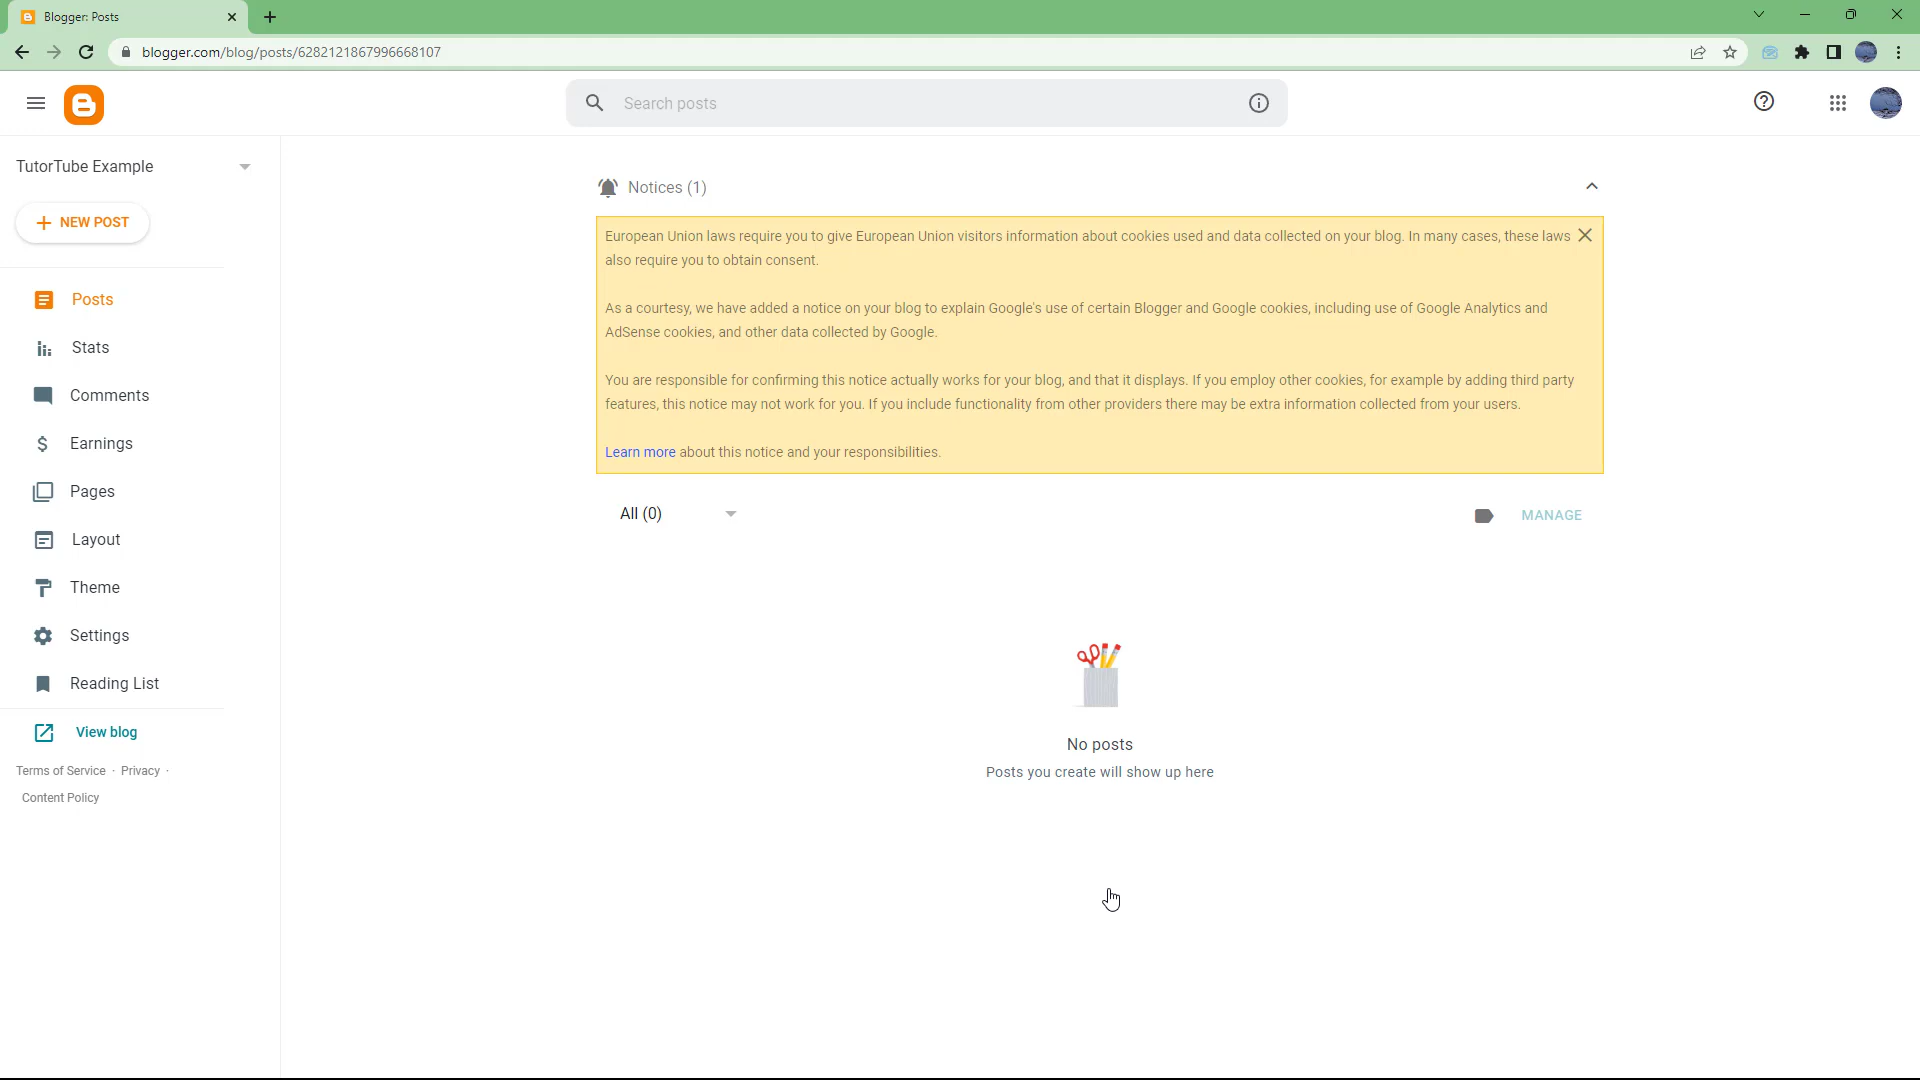 Blogger: Posts
blogger.com/blog/posts/6282121867996668107
Search posts
TutorTube Example
NEW POST
Posts
Stats
Comments
Earnings
Pages
Layout
Theme
Settings
Reading List
View blog
Terms of Service · Privacy ·
Content Policy
Notices (1)
European Union laws require you to give European Union visitors information about cookies used and data collected on your blog. In many cases, these laws
also require you to obtain consent.
As a courtesy, we have added a notice on your blog to explain Google's use of certain Blogger and Google cookies, including use of Google Analytics and
AdSense cookies, and other data collected by Google.
You are responsible for confirming this notice actually works for your blog, and that it displays. If you employ other cookies, for example by adding third party
features, this notice may not work for you. If you include functionality from other providers there may be extra information collected from your users.
Learn more about this notice and your responsibilities.
All (0)
MANAGE
No posts
Posts you create will show up here